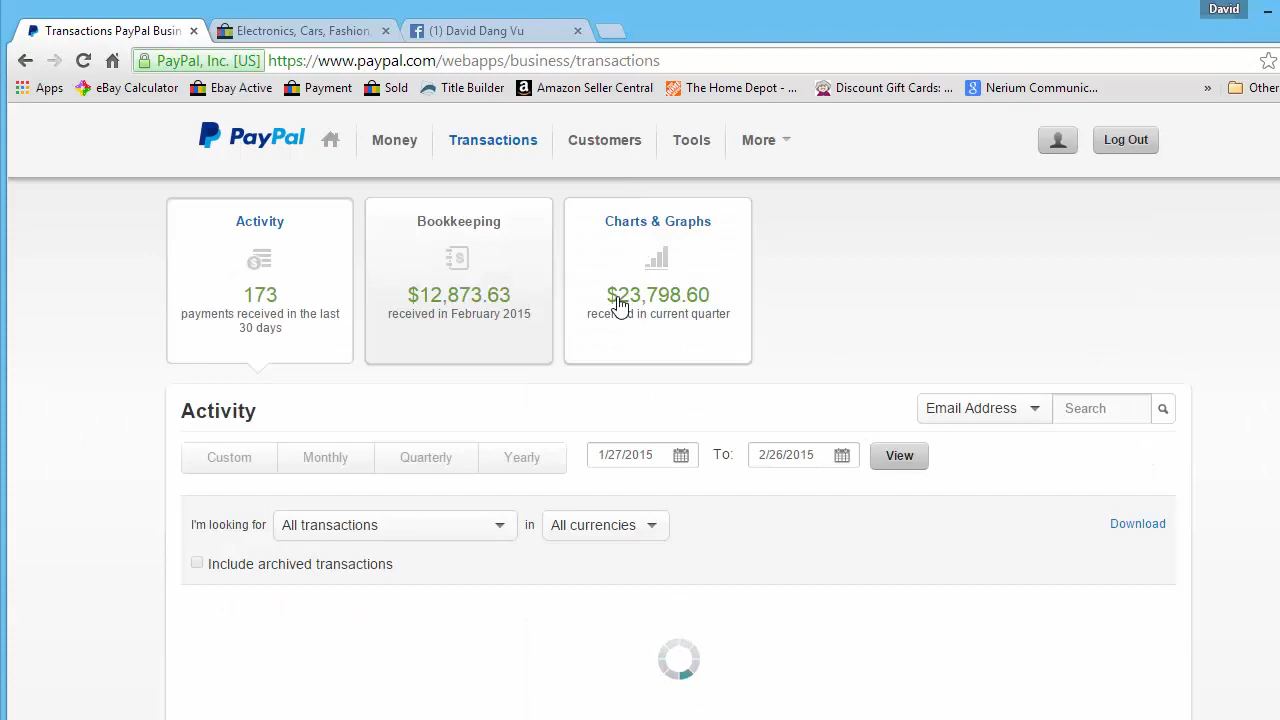 David
Transactions PayPal Busin
Electronics, Cars, Fashion,
(1) David Dang Vu
PayPal, Inc. [US] https://www.paypal.com/webapps/business/transactions
Apps eBay Calculator Ebay Activ Payment Sold Title Builder Amazon Seller Central The Home Depot - ... Discount Gift Cards: ... Nerium Communic... » Other
PayPal Money Transactions Customers Tools More Log Out
Activity
173
payments received in the last
30 days
Bookkeeping
$12,873.63
received in February 2015
Charts & Graphs
$23,798.60
received in current quarter
Activity
Email Address Search
Custom Monthly Quarterly Yearly 1/27/2015 To: 2/26/2015 View
I'm looking for All transactions in All currencies Download
Include archived transactions